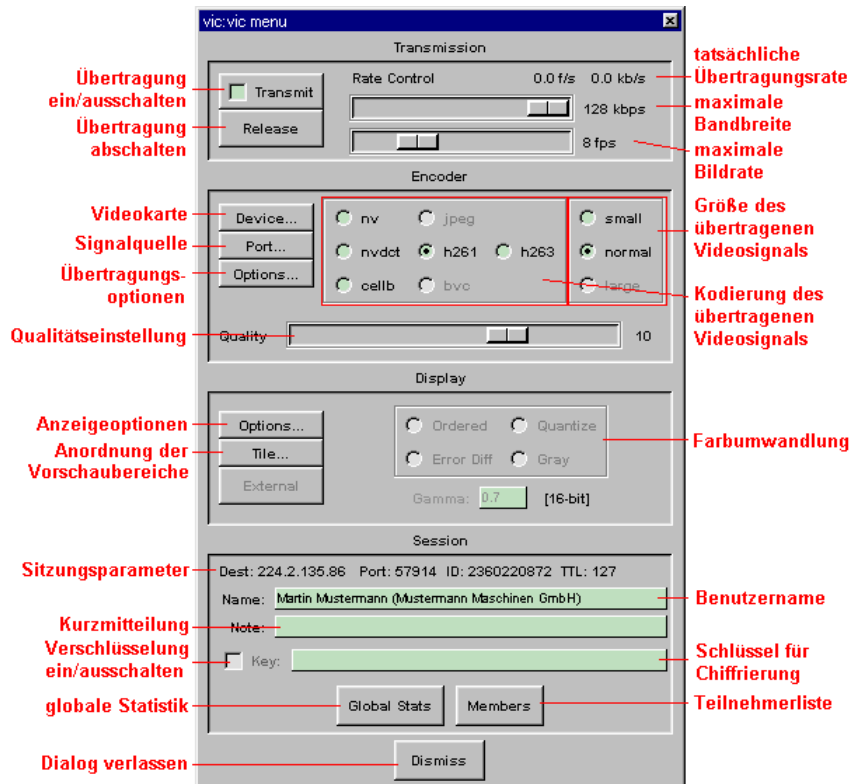 vic:vic menu
Transmission
Übertragung
ein/ausschalten
Transmit
Rate Control 0.0 f/s 0.0 kb/s
tatsächliche
Übertragungsrate
128 kbps
maximale
Bandbreite
Übertragung
abschalten
Release
8 fps
maximale
Bildrate
Encoder
Videokarte
Device...
nv jpeg
small
Größe des
übertragenen
Videosignals
Signalquelle
Port...
nvdct h261 h263
normal
Übertragungs-
optionen
Options...
cellb bvc
large
Kodierung des
übertragenen
Videosignals
Qualitätseinstellung
Quality 10
Display
Anzeigeoptionen
Options...
Ordered Quantize
Anordnung der
Vorschaubereiche
Tile...
Error Diff Gray
Farbumwandlung
External
Gamma: 0.7 [16-bit]
Session
Sitzungsparameter
Dest: 224.2.135.86 Port: 57914 ID: 2360220872 TTL: 127
Name: Martin Mustermann (Mustermann Maschinen GmbH)
Benutzername
Kurzmitteilung
Note:
Verschlüsselung
ein/ausschalten
Key:
Schlüssel für
Chiffrierung
globale Statistik
Global Stats Members
Teilnehmerliste
Dialog verlassen
Dismiss